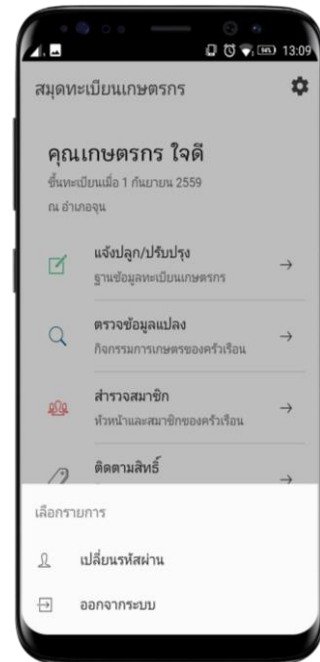 13:09
สมุดทะเบียนเกษตรกร
คุณเกษตรกร ใจดี
ขึ้นทะเบียนเมื่อ 1 กันยายน 2559
ณ อำเภอจุน
แจ้งปลูก/ปรับปรุง
ฐานข้อมูลทะเบียนเกษตรกร
ตรวจข้อมูลแปลง
กิจกรรมการเกษตรของครัวเรือน
สำรวจสมาชิก
หัวหน้าและสมาชิกของครัวเรือน
ติดตามสิทธิ์
เลือกรายการ
เปลี่ยนรหัสผ่าน
ออกจากระบบ